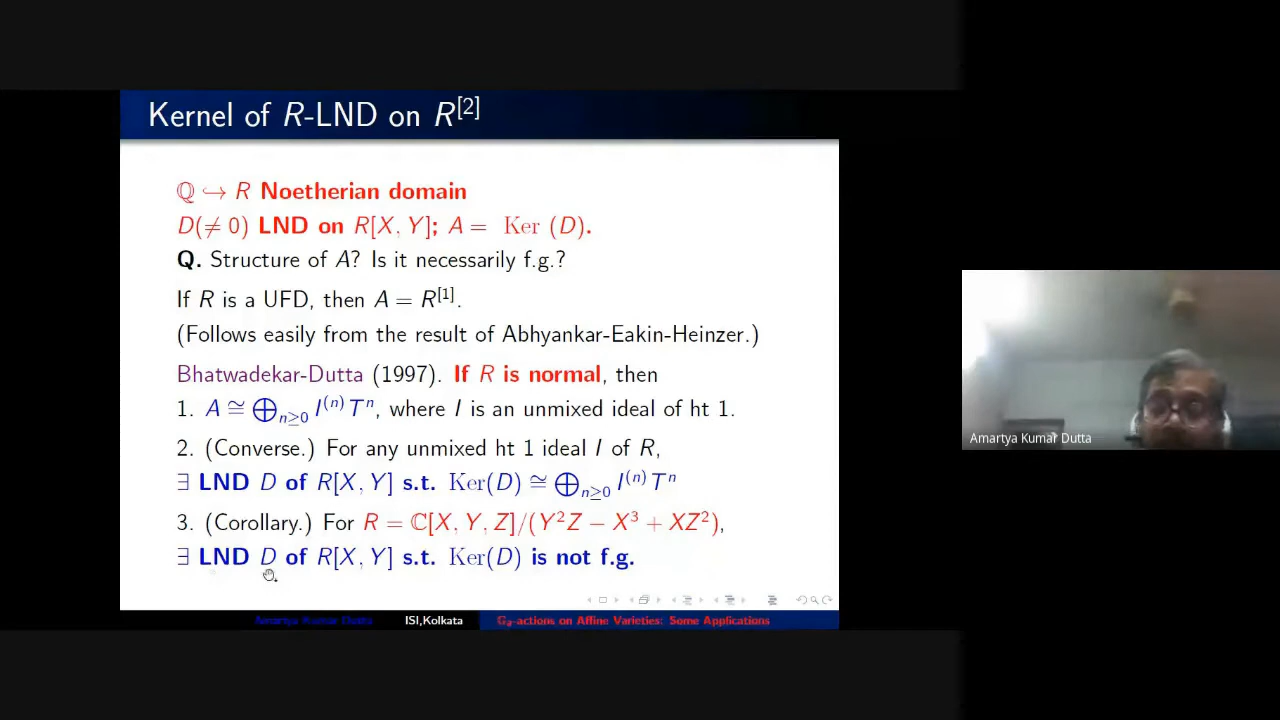 Kernel of R-LND on R^[2]
ℚ ↪ R Noetherian domain
D(≠ 0) LND on R[X, Y]; A = Ker (D).
Q. Structure of A? Is it necessarily f.g.?
If R is a UFD, then A = R^[1].
(Follows easily from the result of Abhyankar-Eakin-Heinzer.)
Bhatwadekar-Dutta (1997). If R is normal, then
1. A ≅ ⊕_{n≥0} I^(n) T^n, where I is an unmixed ideal of ht 1.
2. (Converse.) For any unmixed ht 1 ideal I of R,
∃ LND D of R[X, Y] s.t. Ker(D) ≅ ⊕_{n≥0} I^(n) T^n
3. (Corollary.) For R = ℂ[X, Y, Z]/(Y²Z − X³ + XZ²),
∃ LND D of R[X, Y] s.t. Ker(D) is not f.g.
Amartya Kumar Dutta ISI,Kolkata G_a-actions on Affine Varieties: Some Applications
Amartya Kumar Dutta